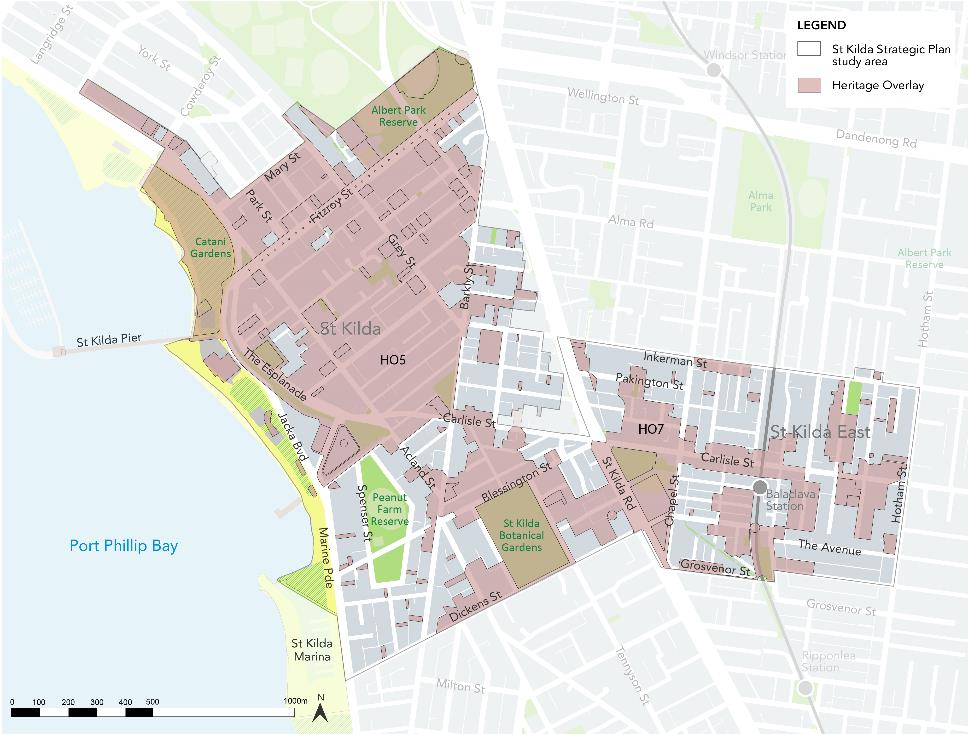 LEGEND
St Kilda Strategic Plan
study area
Heritage Overlay
Langridge St
York St
Cowderoy St
Windsor Station
Wellington St
Dandenong Rd
Albert Park
Reserve
Mary St
Park St
Fitzroy St
Alma
Park
Alma Rd
Catani
Gardens
Grey St
Albert Park
Reserve
Barkly St
Hotham St
St Kilda
St Kilda Pier
HO5
The Esplanade
Inkerman St
Pakington St
Carlisle St
HO7
St Kilda East
Jacka Bvd
Acland St
Carlisle St
Blessington St
St Kilda Rd
Chapel St
Hotham St
Spenser St
Peanut
Farm
Reserve
Balaclava
Station
St Kilda
Botanical
Gardens
Port Phillip Bay
Marine Pde
The Avenue
Grosvenor St
Dickens St
Grosvenor St
St Kilda
Marina
Tennyson St
Ripponlea
Station
Milton St
0 100 200 300 400 500 1000m
N